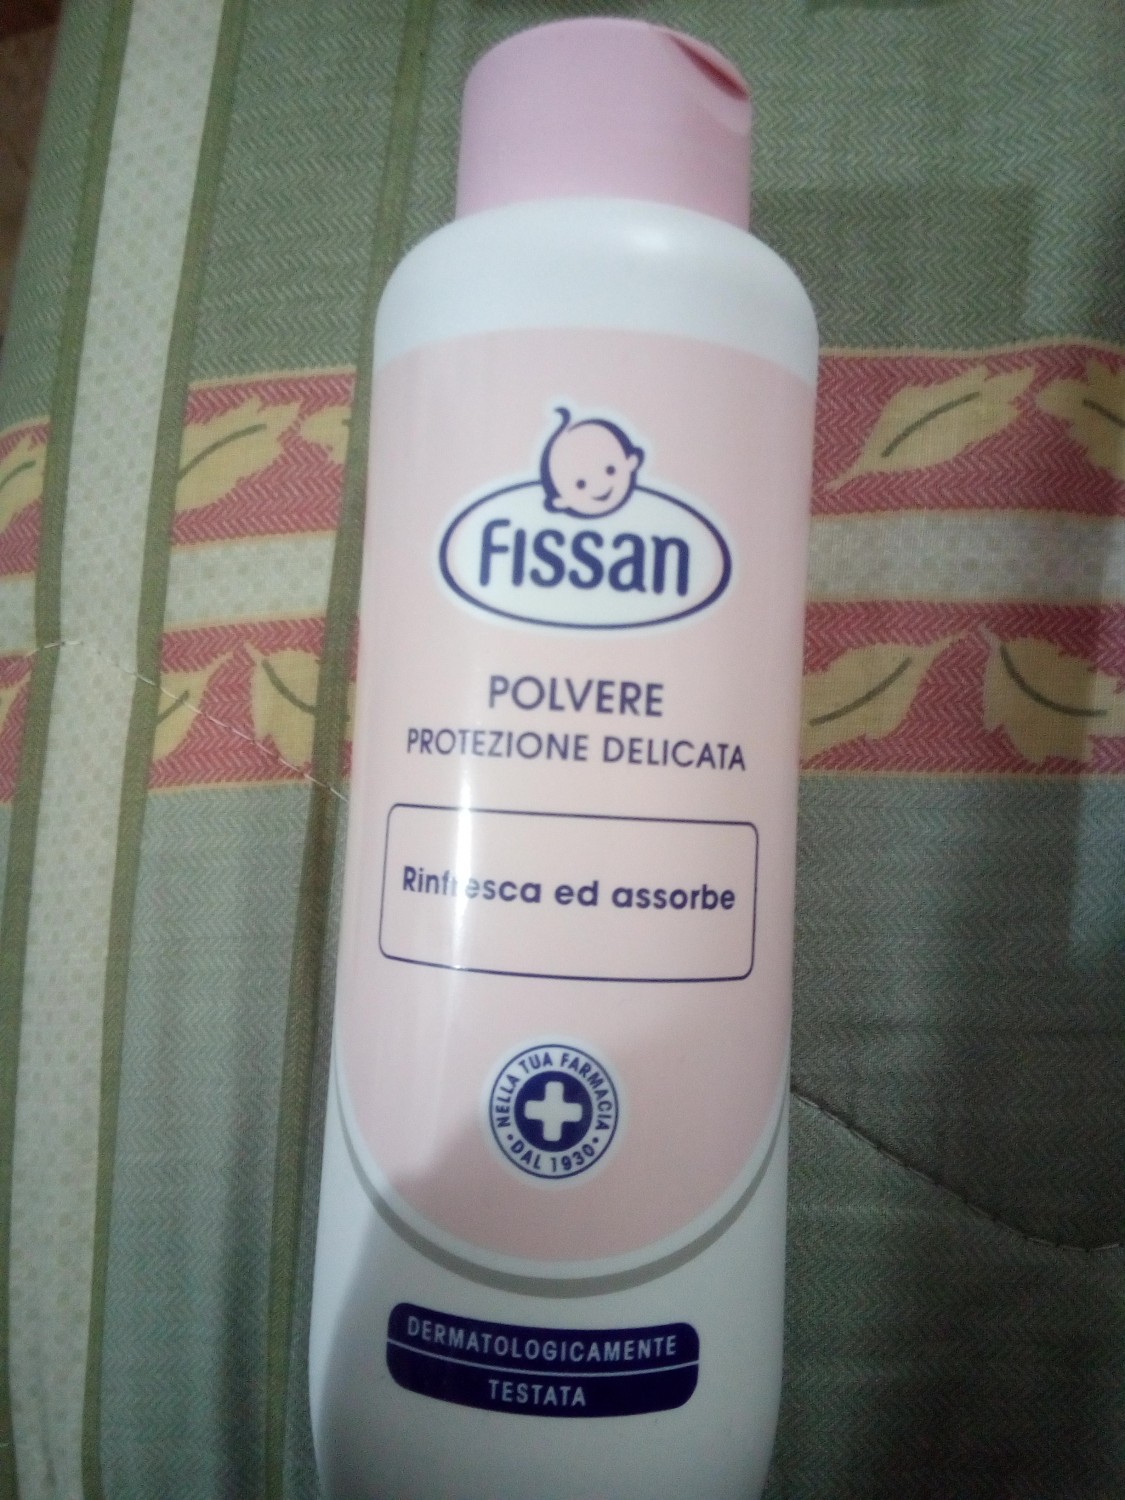 Fissan
POLVERE
PROTEZIONE DELICATA
Rinfresca ed assorbe
NELLA TUA FARMACIA
• DAL 1930 •
DERMATOLOGICAMENTE
TESTATA